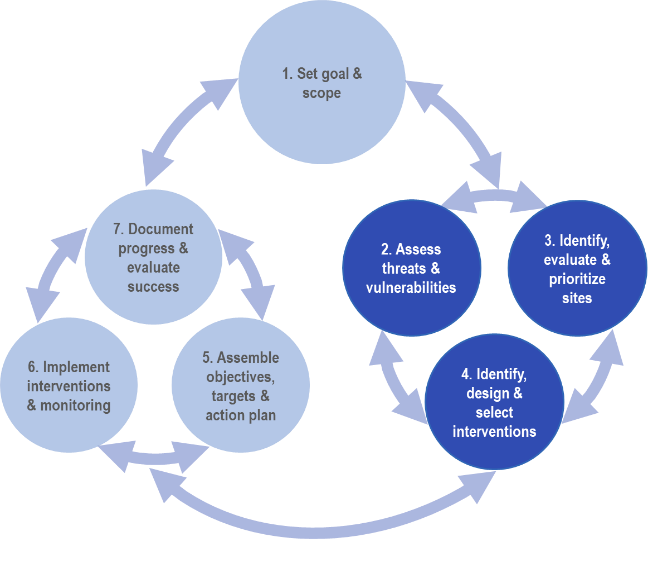 1. Set goal &
scope
2. Assess
threats &
vulnerabilities
3. Identify,
evaluate &
prioritize
sites
4. Identify,
design &
select
interventions
5. Assemble
objectives,
targets &
action plan
6. Implement
interventions
& monitoring
7. Document
progress &
evaluate
success